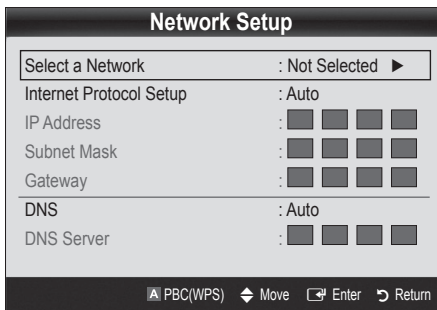 Network Setup
Select a Network : Not Selected ►
Internet Protocol Setup : Auto
IP Address :
Subnet Mask :
Gateway :
DNS : Auto
DNS Server :
A PBC(WPS) Move Enter Return